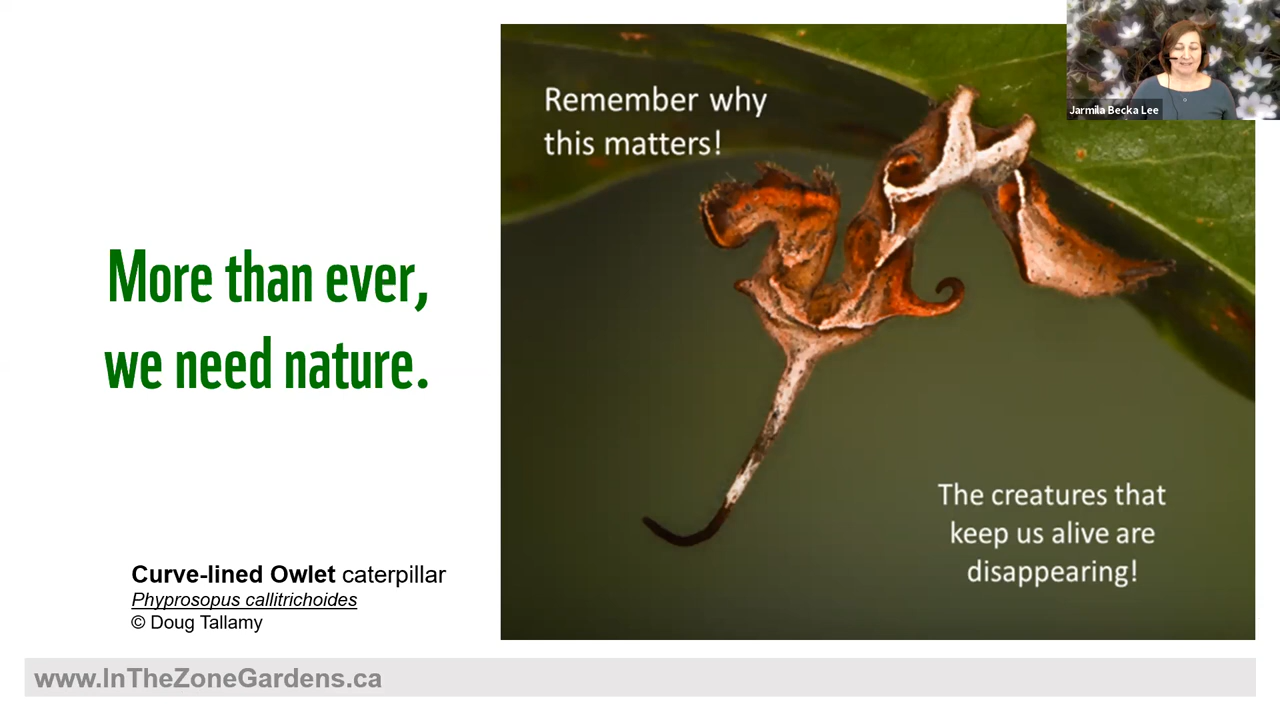 Remember why
this matters!
Jarmila Becka Lee
More than ever,
we need nature.
The creatures that
keep us alive are
disappearing!
Curve-lined Owlet caterpillar
Phyprosopus callitrichoides
© Doug Tallamy
www.InTheZoneGardens.ca